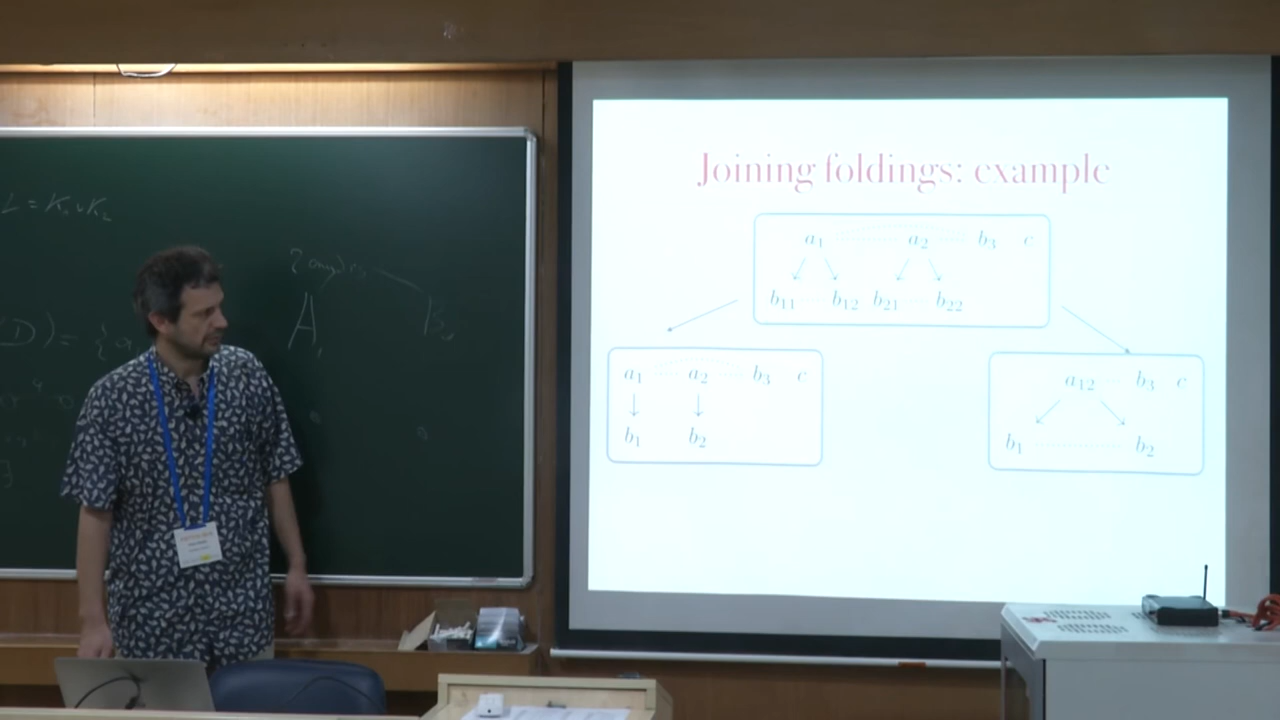 L = K₁ ∪ K₂
A₁
Joining foldings: example
a₁ a₂ b₃ c
b₁₁ b₁₂ b₂₁ b₂₂
a₁ a₂ b₃ c
b₁ b₂
a₁₂ b₃ c
b₁ b₂